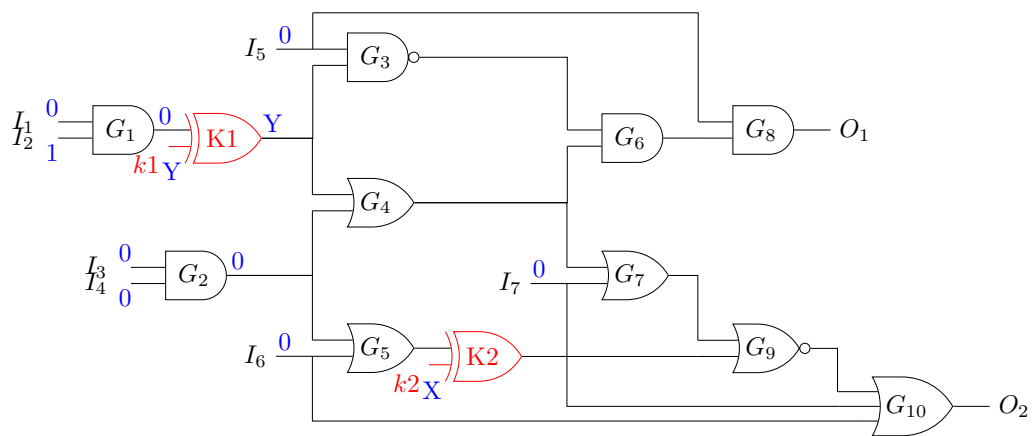 I5 0
G3
I1 0
I2 1
G1 0
K1 Y
k1 Y
G6
G8
O1
G4
I3 0
I4 0
G2 0
I7 0
G7
I6 0
G5
K2
k2 X
G9
G10
O2